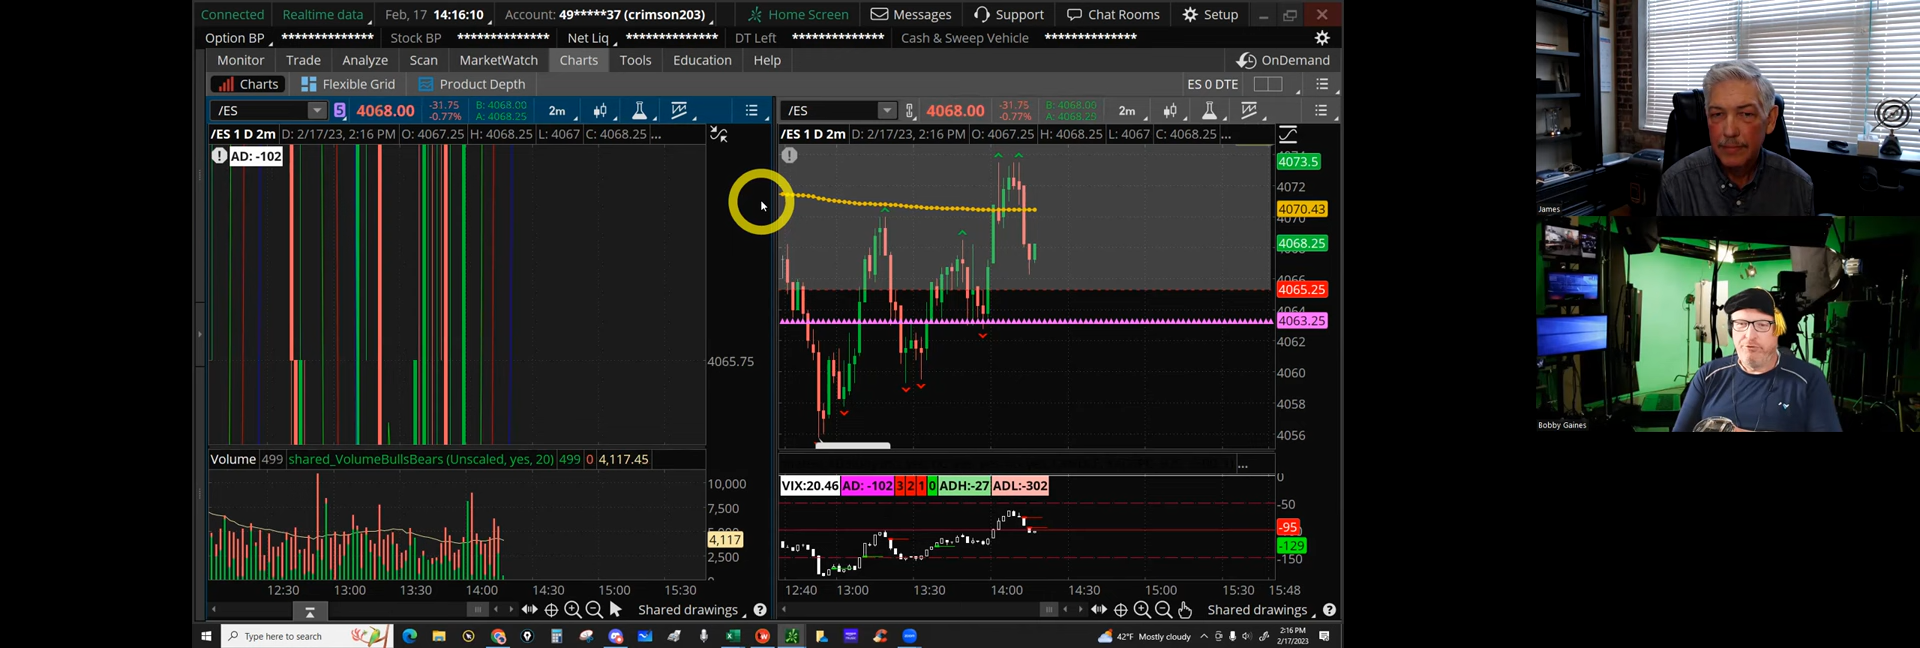 Connected Realtime data Feb, 17 14:16:10 Account: 49*****37 (crimson203) Home Screen Messages Support Chat Rooms Setup
Option BP ************** Stock BP ************** Net Liq ************** DT Left ************** Cash & Sweep Vehicle **************
Monitor Trade Analyze Scan MarketWatch Charts Tools Education Help OnDemand
Charts Flexible Grid Product Depth ES 0 DTE
/ES 5 4068.00 -31.75 -0.77% B: 4068.00 A: 4068.25 2m
/ES 4068.00 -31.75 -0.77% B: 4068.00 A: 4068.25 2m
/ES 1 D 2m D: 2/17/23, 2:16 PM O: 4067.25 H: 4068.25 L: 4067 C: 4068.25 ...
/ES 1 D 2m D: 2/17/23, 2:16 PM O: 4067.25 H: 4068.25 L: 4067 C: 4068.25 ...
AD: -102
4073.5
4072
4070.43
4068.25
4066
4065.25
4064
4063.25
4062
4060
4058
4056
4065.75
Volume 499 shared_VolumeBullsBears (Unscaled, yes, 20) 499 0 4,117.45
10,000
7,500
4,117
2,500
VIX:20.46 AD: -102 3 2 1 0 ADH:-27 ADL:-302
0
-50
-95
-129
-150
12:30 13:00 13:30 14:00 14:30 15:00 15:30
12:40 13:00 13:30 14:00 14:30 15:00 15:30 15:48
Shared drawings
Shared drawings
Type here to search
42°F Mostly cloudy
2:16 PM
2/17/2023
James
Bobby Gaines